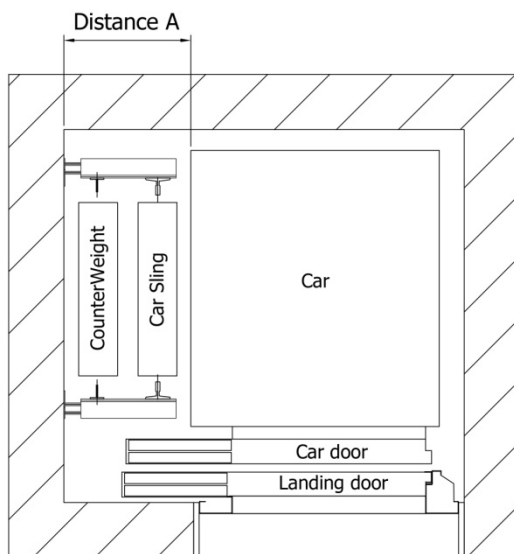 Distance A
CounterWeight
Car Sling
Car
Car door
Landing door